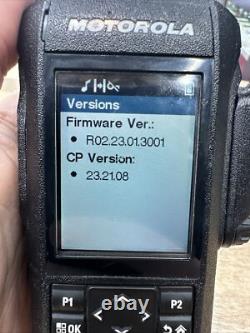 MOTOROLA
Versions
Firmware Ver.:
• R02.23.01.3001
CP Version:
• 23.21.08
P1
P2
OK